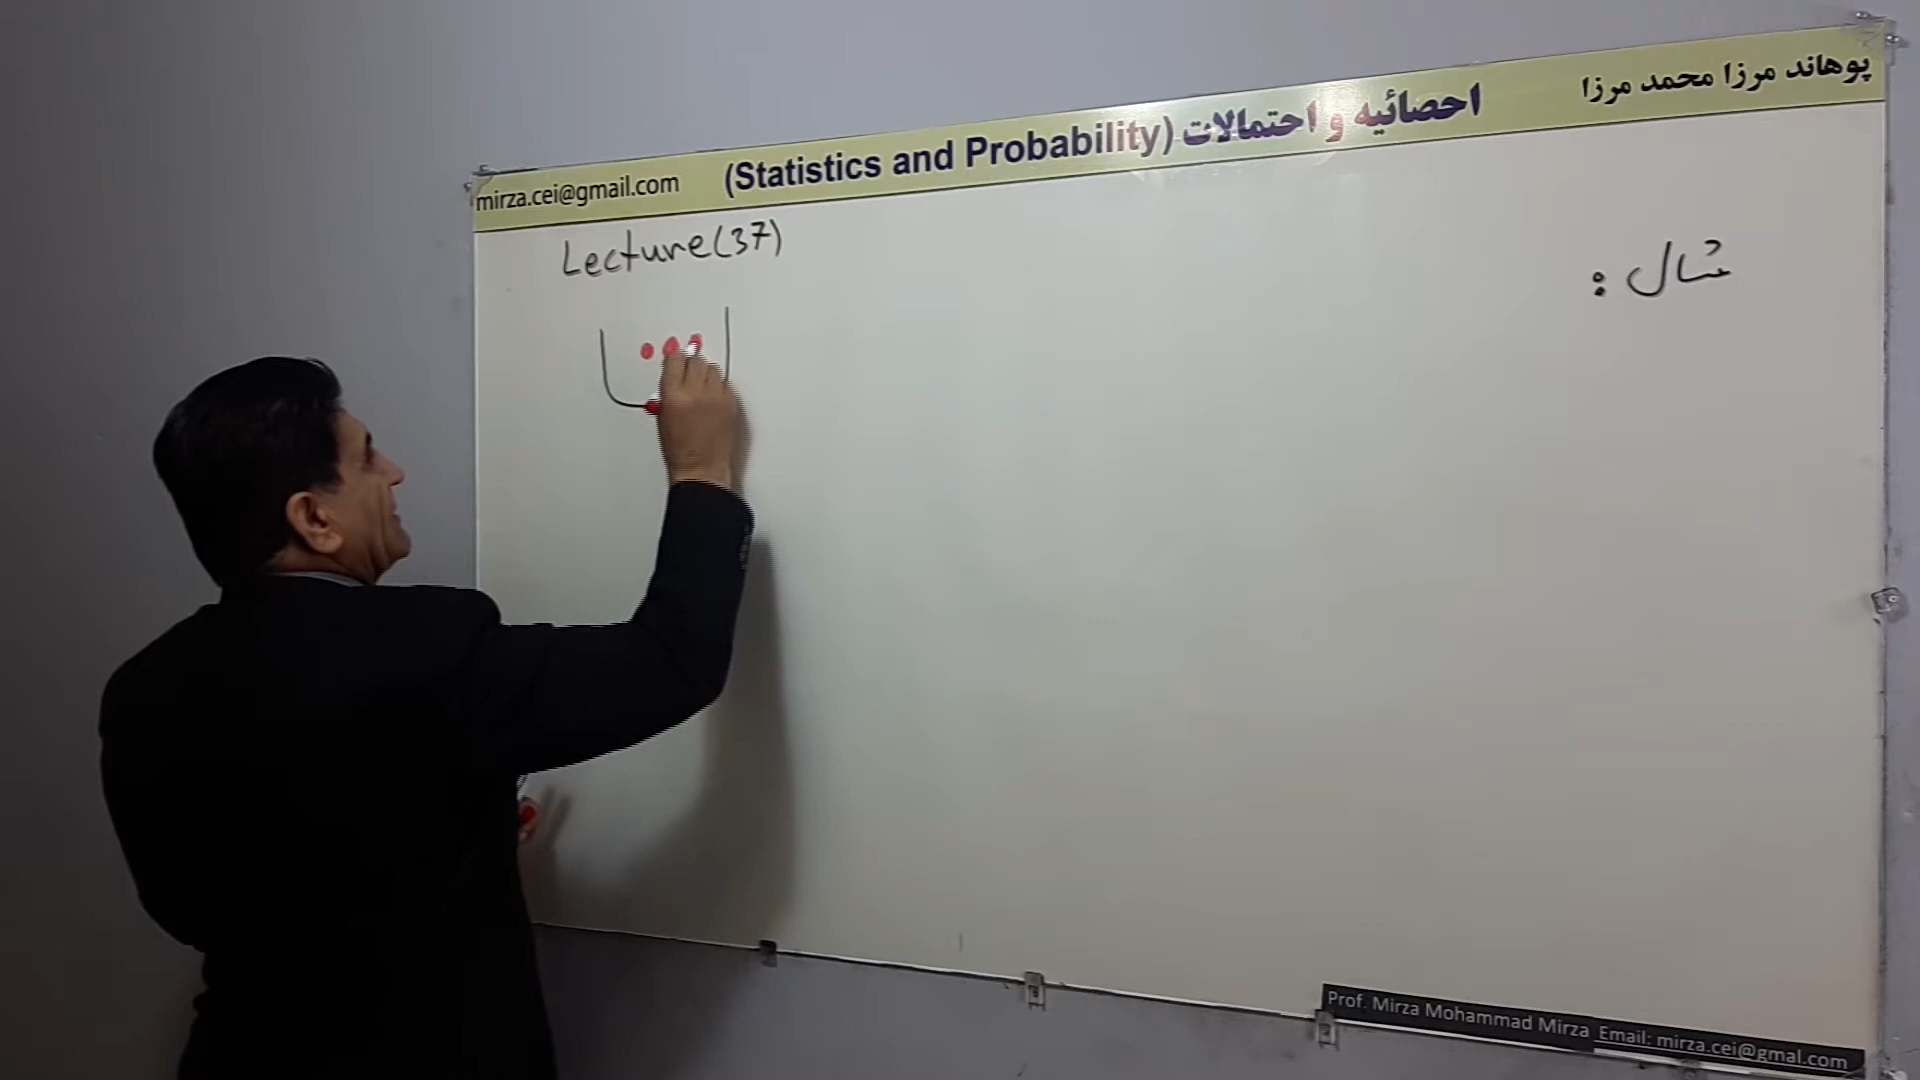 پوهاند مرزا محمد مرزا
احصائیه و احتمالات (Statistics and Probability)
mirza.cei@gmail.com
Lecture (37)
مثال :
Prof. Mirza Mohammad Mirza Email: mirza.cei@gmal.com